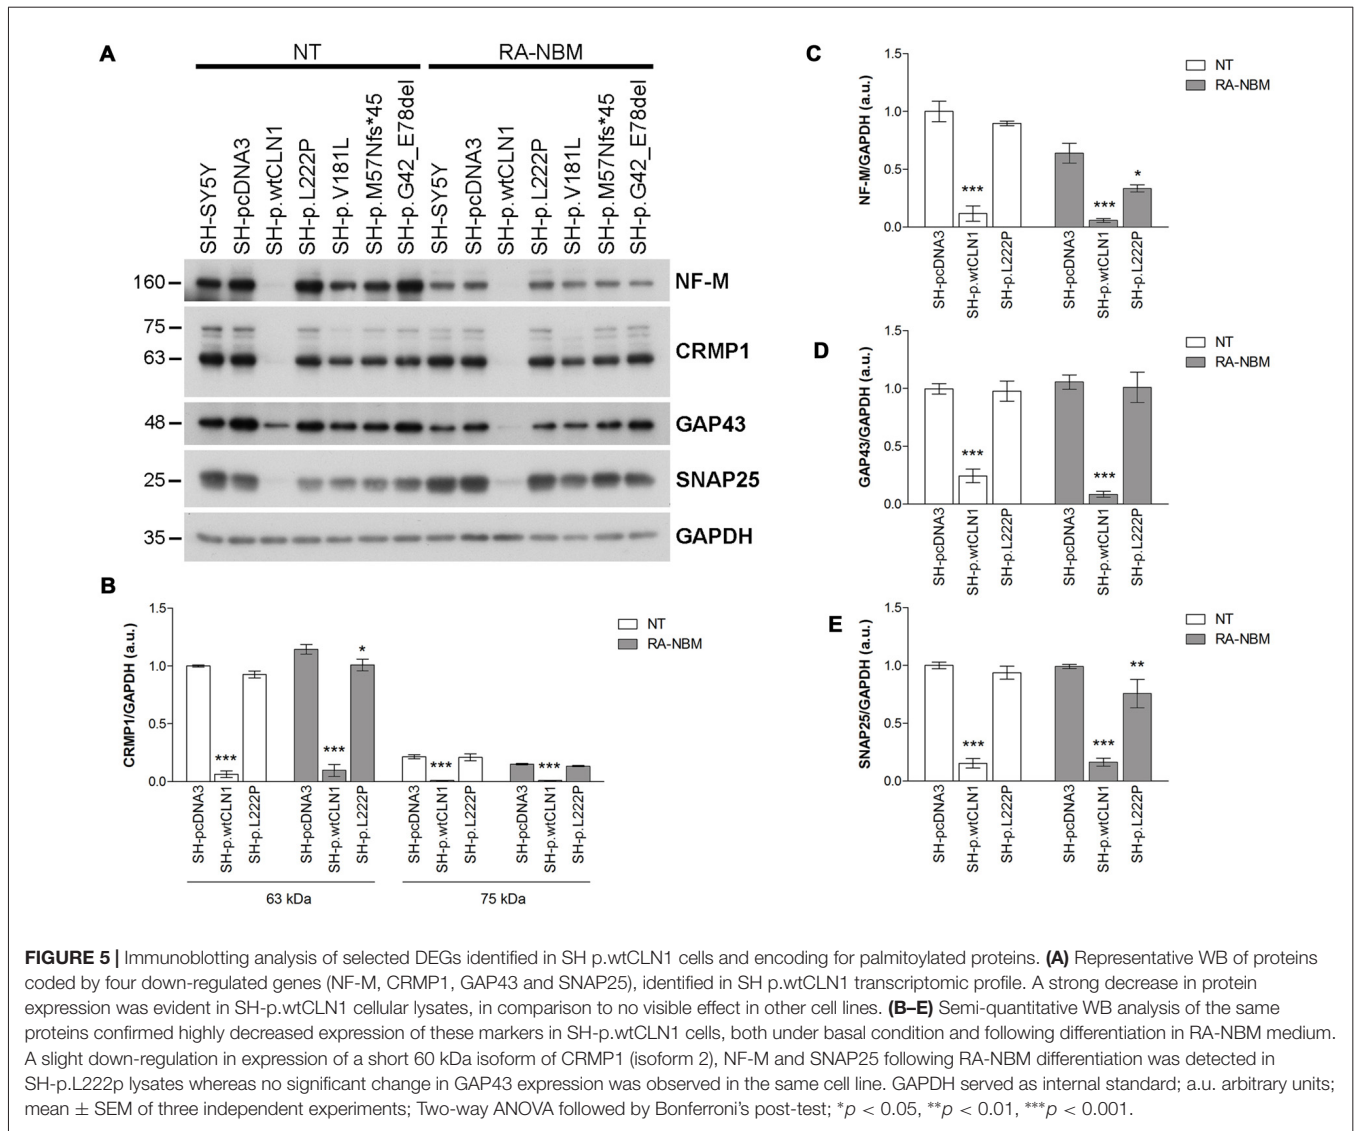 A
NT
RA-NBM
SH-SY5Y
SH-pcDNA3
SH-p.wtCLN1
SH-p.L222P
SH-p.V181L
SH-p.M57Nfs*45
SH-p.G42_E78del
SH-SY5Y
SH-pcDNA3
SH-p.wtCLN1
SH-p.L222P
SH-p.V181L
SH-p.M57Nfs*45
SH-p.G42_E78del
160
NF-M
75
63
CRMP1
48
GAP43
25
SNAP25
35
GAPDH
B
CRMP1/GAPDH (a.u.)
1.5
1.0
0.5
0.0
NT
RA-NBM
***
***
*
***
***
SH-pcDNA3
SH-p.wtCLN1
SH-p.L222P
SH-pcDNA3
SH-p.wtCLN1
SH-p.L222P
SH-pcDNA3
SH-p.wtCLN1
SH-p.L222P
SH-pcDNA3
SH-p.wtCLN1
SH-p.L222P
63 kDa
75 kDa
C
NF-M/GAPDH (a.u.)
1.5
1.0
0.5
0.0
NT
RA-NBM
***
***
*
SH-pcDNA3
SH-p.wtCLN1
SH-p.L222P
SH-pcDNA3
SH-p.wtCLN1
SH-p.L222P
D
GAP43/GAPDH (a.u.)
1.5
1.0
0.5
0.0
NT
RA-NBM
***
***
SH-pcDNA3
SH-p.wtCLN1
SH-p.L222P
SH-pcDNA3
SH-p.wtCLN1
SH-p.L222P
E
SNAP25/GAPDH (a.u.)
1.5
1.0
0.5
0.0
NT
RA-NBM
***
***
**
SH-pcDNA3
SH-p.wtCLN1
SH-p.L222P
SH-pcDNA3
SH-p.wtCLN1
SH-p.L222P
FIGURE 5 | Immunoblotting analysis of selected DEGs identified in SH p.wtCLN1 cells and encoding for palmitoylated proteins. (A) Representative WB of proteins
coded by four down-regulated genes (NF-M, CRMP1, GAP43 and SNAP25), identified in SH p.wtCLN1 transcriptomic profile. A strong decrease in protein
expression was evident in SH-p.wtCLN1 cellular lysates, in comparison to no visible effect in other cell lines. (B–E) Semi-quantitative WB analysis of the same
proteins confirmed highly decreased expression of these markers in SH-p.wtCLN1 cells, both under basal condition and following differentiation in RA-NBM medium.
A slight down-regulation in expression of a short 60 kDa isoform of CRMP1 (isoform 2), NF-M and SNAP25 following RA-NBM differentiation was detected in
SH-p.L222p lysates whereas no significant change in GAP43 expression was observed in the same cell line. GAPDH served as internal standard; a.u. arbitrary units;
mean ± SEM of three independent experiments; Two-way ANOVA followed by Bonferroni's post-test; *p < 0.05, **p < 0.01, ***p < 0.001.